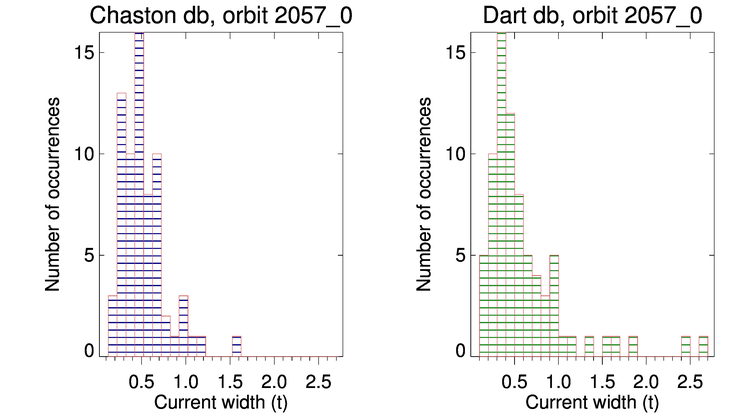 Chaston db, orbit 2057_0
Number of occurrences
15
10
5
0
0.5 1.0 1.5 2.0 2.5
Current width (t)
Dart db, orbit 2057_0
Number of occurrences
15
10
5
0
0.5 1.0 1.5 2.0 2.5
Current width (t)